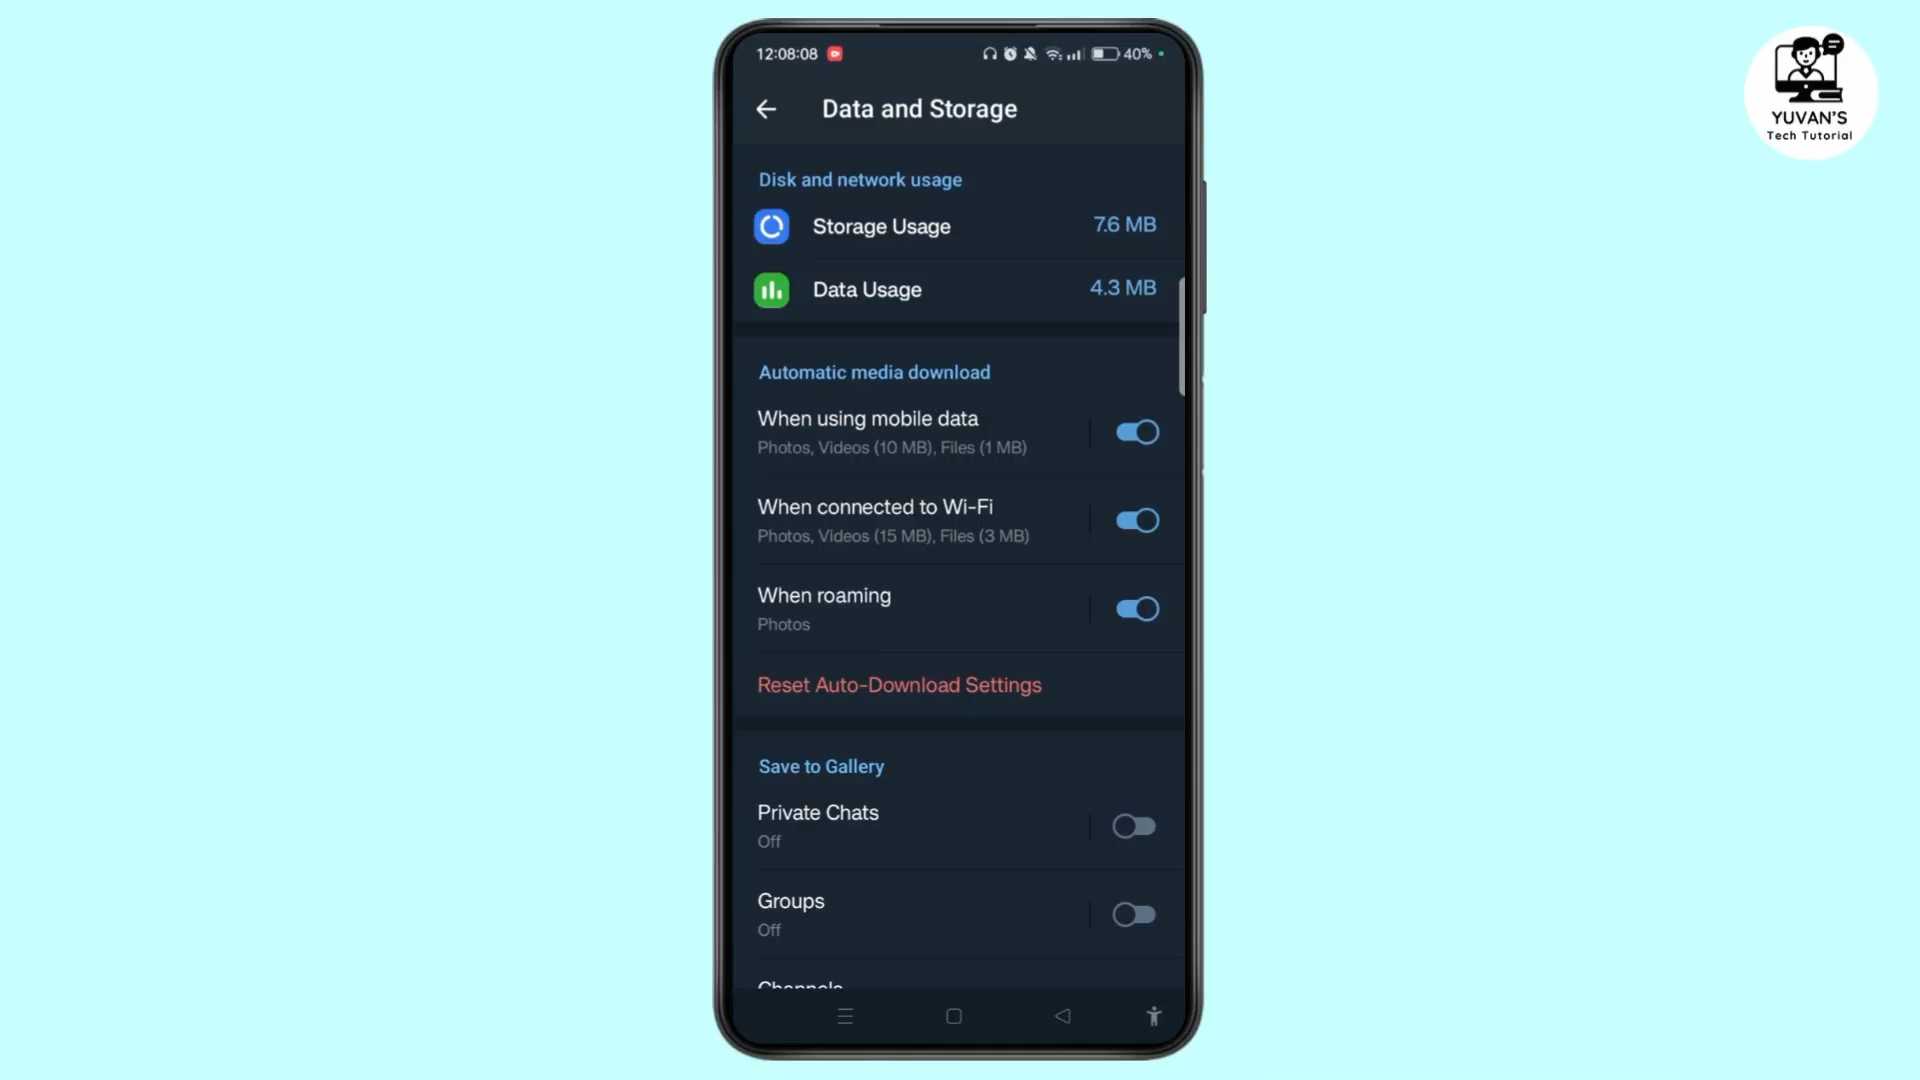 12:08:08
40%
YUVAN'S
Tech Tutorial
Data and Storage
Disk and network usage
Storage Usage 7.6 MB
Data Usage 4.3 MB
Automatic media download
When using mobile data
Photos, Videos (10 MB), Files (1 MB)
When connected to Wi-Fi
Photos, Videos (15 MB), Files (3 MB)
When roaming
Photos
Reset Auto-Download Settings
Save to Gallery
Private Chats
Off
Groups
Off
Channels